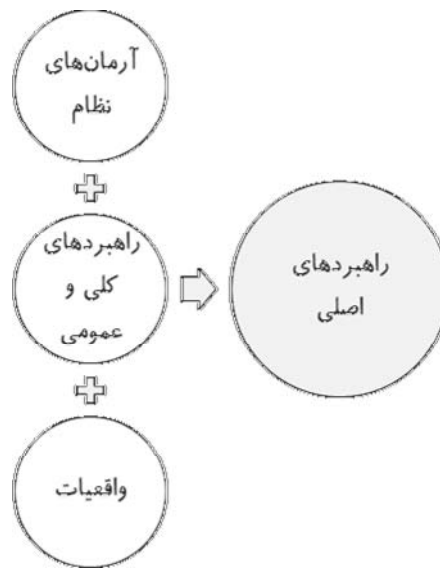 آرمان‌های
نظام
راهبردهای
کلی و
عمومی
واقعیات
راهبردهای
اصلی